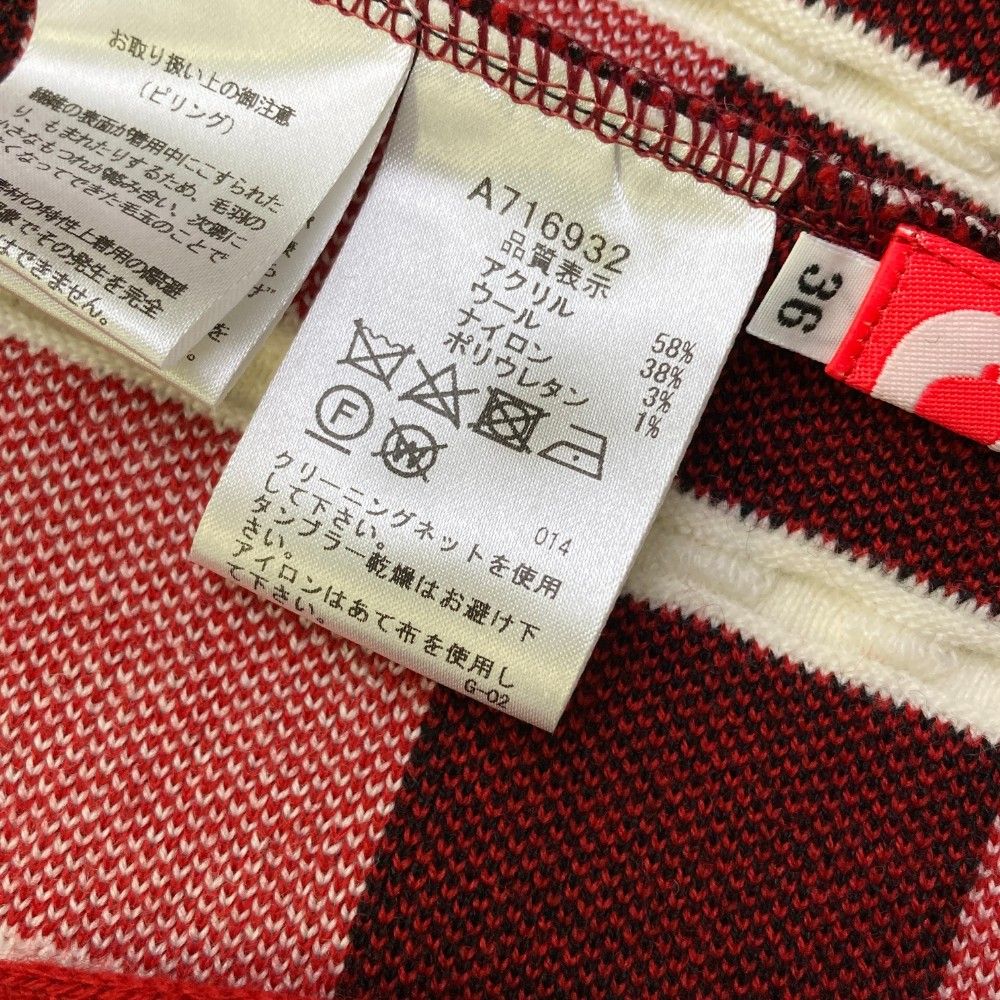 お取り扱い上の御注意
(ピリング)
繊維の表面が着用中にこすられた
り、もまれたりするため、毛羽の
小さなもつれが絡み合い、次第に
くなってできた毛玉のことで
素材の特性上着用の摩擦
象でその発生を完全
はできません。
A716932
品質表示
アクリル 58%
ウール 38%
ナイロン 3%
ポリウレタン 1%
F
W
014
クリーニングネットを使用
して下さい。
タンブラー乾燥はお避け下
さい。
アイロンはあて布を使用し
て下さい。
G-02
36